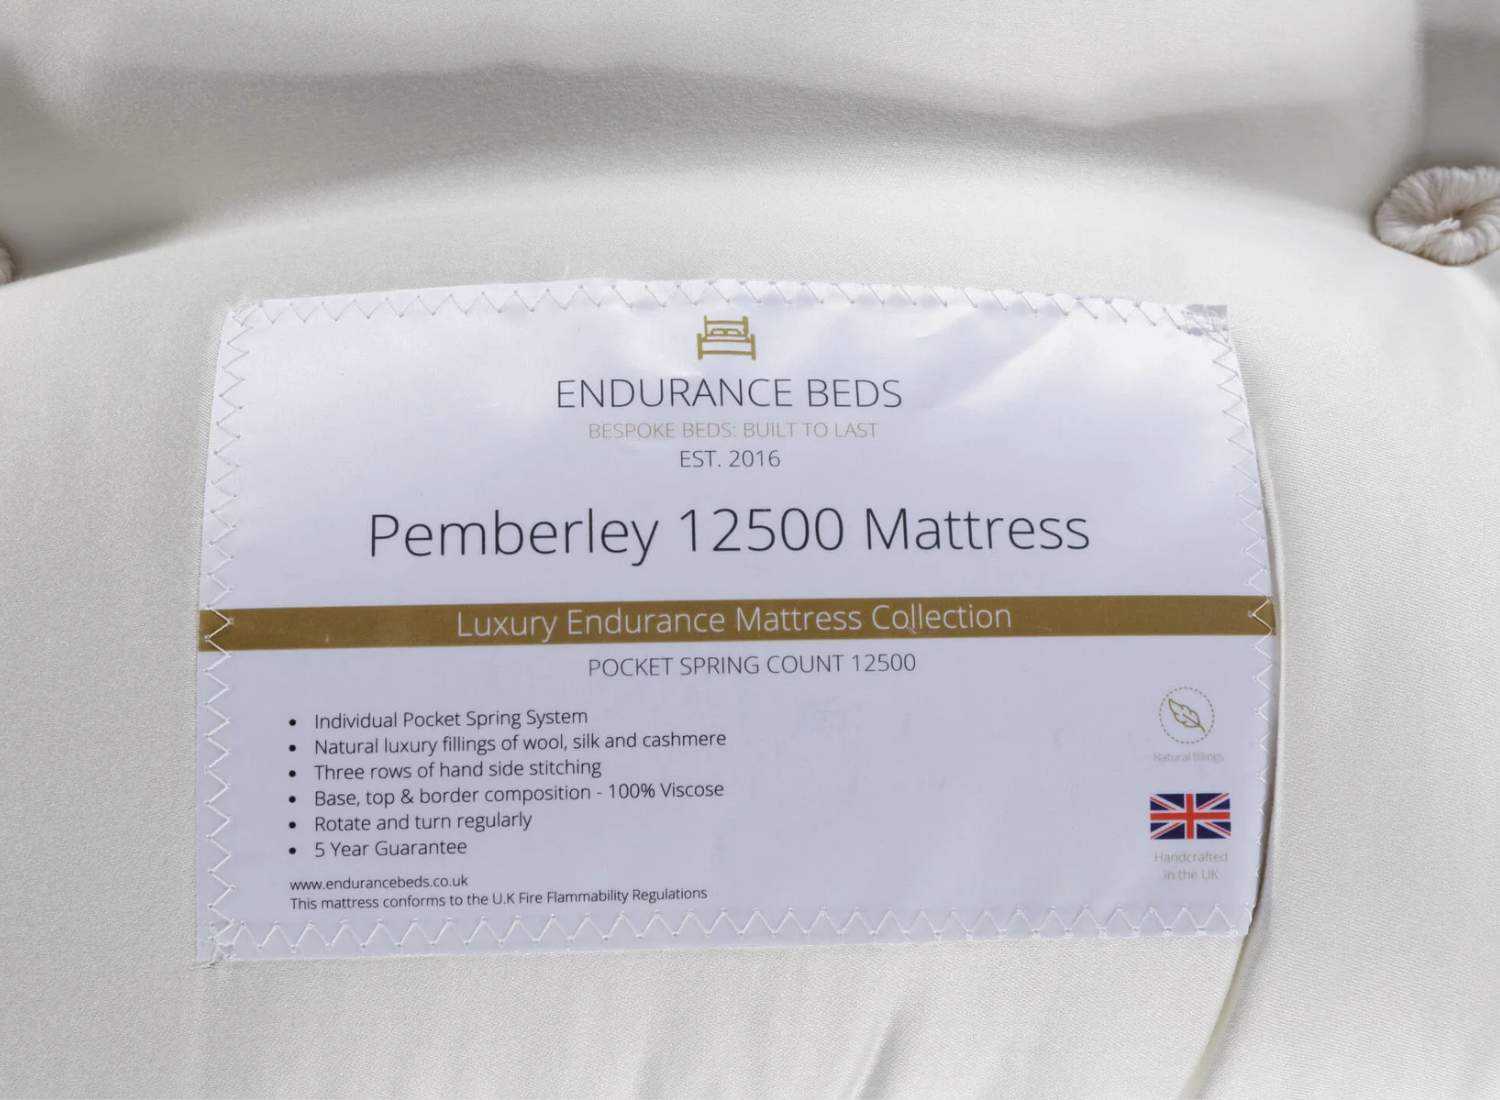 ENDURANCE BEDS
BESPOKE BEDS: BUILT TO LAST
EST. 2016
Pemberley 12500 Mattress
Luxury Endurance Mattress Collection
POCKET SPRING COUNT 12500
• Individual Pocket Spring System
• Natural luxury fillings of wool, silk and cashmere
• Three rows of hand side stitching
• Base, top & border composition - 100% Viscose
• Rotate and turn regularly
• 5 Year Guarantee
www.endurancebeds.co.uk
This mattress conforms to the U.K Fire Flammability Regulations
Natural fillings
Handcrafted
in the UK